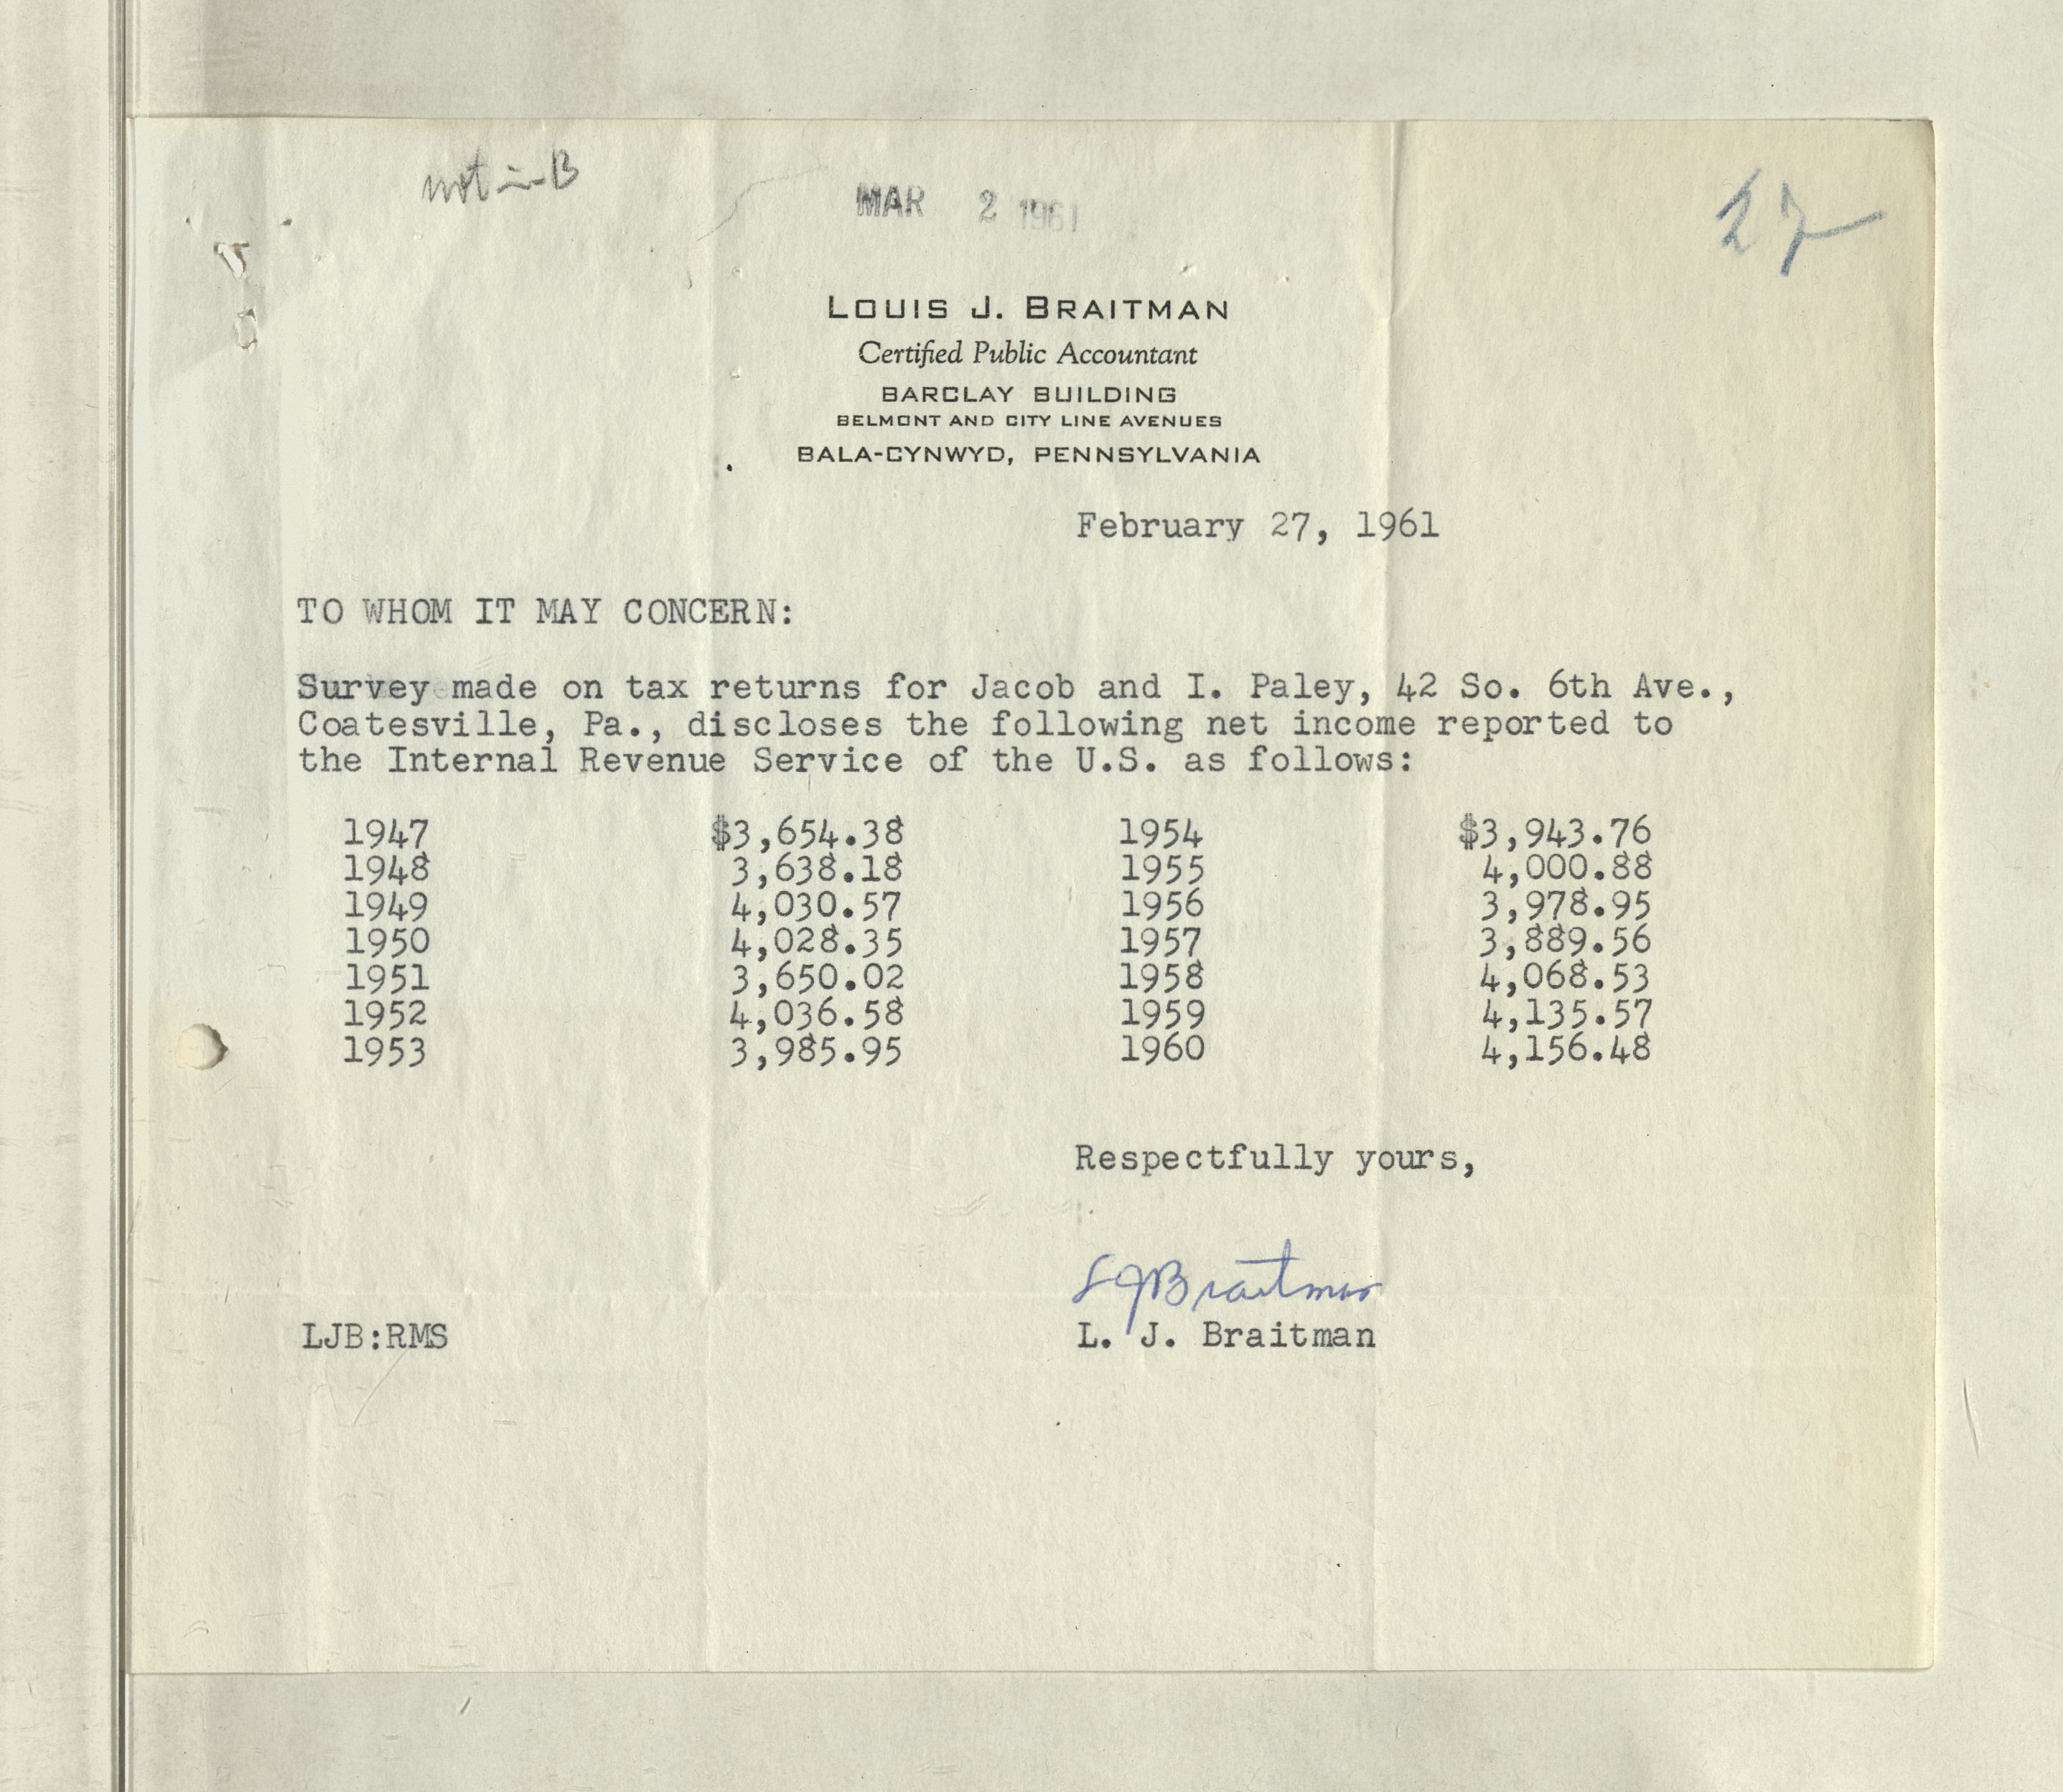 not in B
MAR 2 1961
27
LOUIS J. BRAITMAN
Certified Public Accountant
BARCLAY BUILDING
BELMONT AND CITY LINE AVENUES
BALA-CYNWYD, PENNSYLVANIA
February 27, 1961
TO WHOM IT MAY CONCERN:
Survey made on tax returns for Jacob and I. Paley, 42 So. 6th Ave.,
Coatesville, Pa., discloses the following net income reported to
the Internal Revenue Service of the U.S. as follows:
1947 $3,654.38 1954 $3,943.76
1948 3,638.18 1955 4,000.88
1949 4,030.57 1956 3,978.95
1950 4,028.35 1957 3,889.56
1951 3,650.02 1958 4,068.53
1952 4,036.58 1959 4,135.57
1953 3,985.95 1960 4,156.48
Respectfully yours,
LJBraitman
LJB:RMS L. J. Braitman